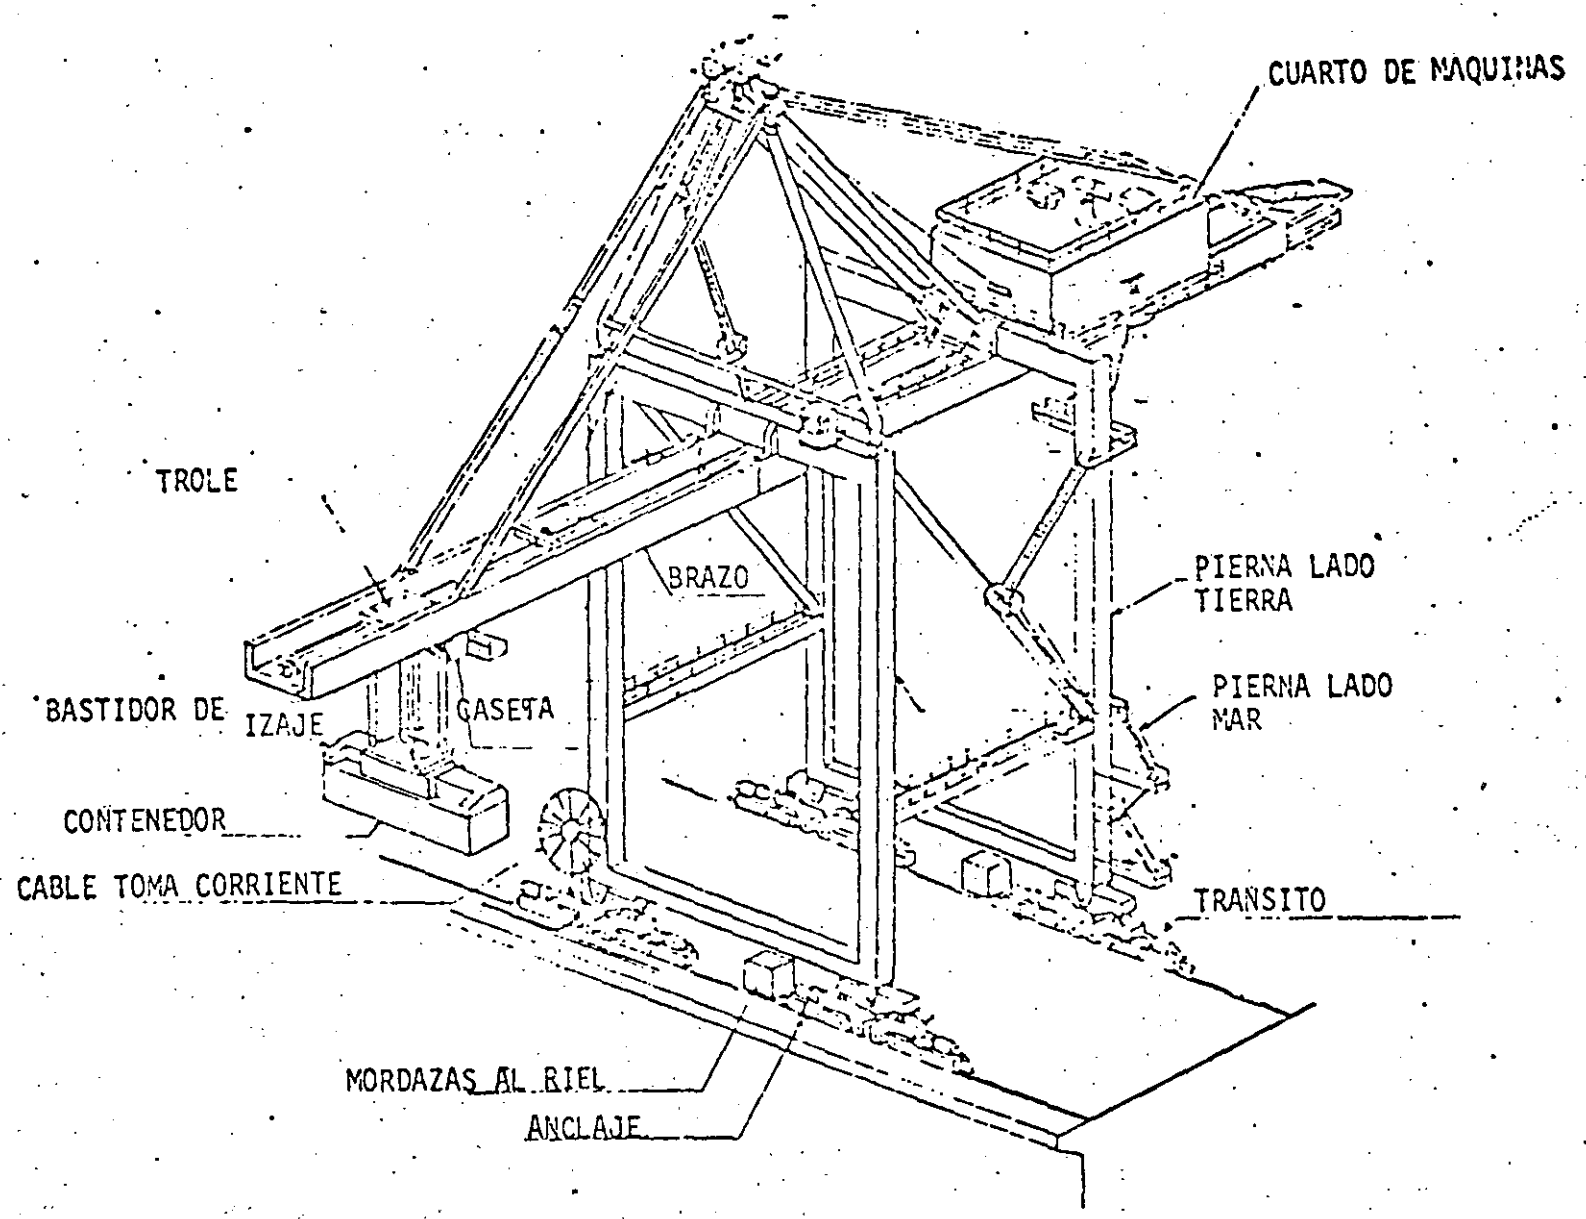 CUARTO DE MAQUINAS
TROLE
BRAZO
PIERNA LADO
TIERRA
PIERNA LADO
MAR
BASTIDOR DE IZAJE
CASETA
CONTENEDOR
CABLE TOMA CORRIENTE
TRANSITO
MORDAZAS AL RIEL
ANCLAJE